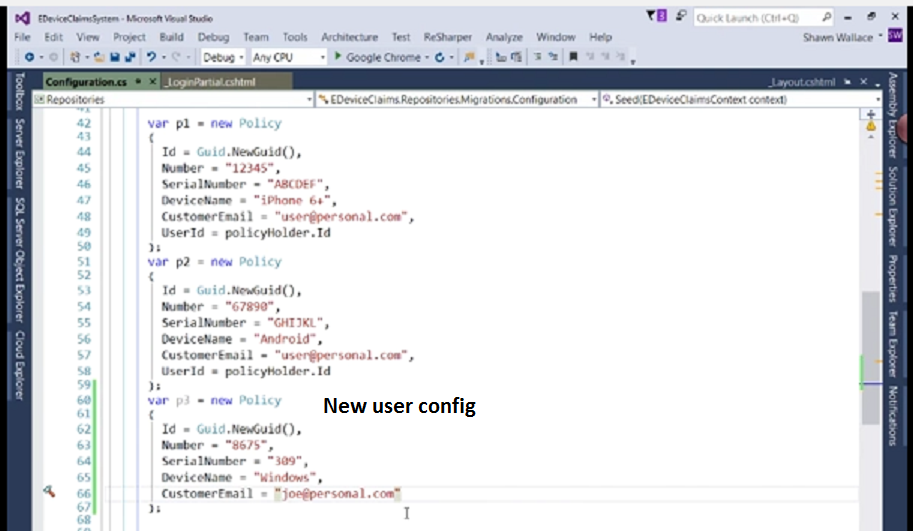 EDeviceClaimsSystem - Microsoft Visual Studio
3
Quick Launch (Ctrl+Q)
File Edit View Project Build Debug Team Tools Architecture Test ReSharper Analyze Window Help
Shawn Wallace
SW
Debug
Any CPU
Google Chrome
Configuration.cs
_LoginPartial.cshtml
_Layout.cshtml
Repositories
EDeviceClaims.Repositories.Migrations.Configuration
Seed(EDeviceClaimsContext context)
Toolbox
Server Explorer
SQL Server Object Explorer
Cloud Explorer
41
42 var p1 = new Policy
43 {
44 Id = Guid.NewGuid(),
45 Number = "12345",
46 SerialNumber = "ABCDEF",
47 DeviceName = "iPhone 6+",
48 CustomerEmail = "user@personal.com",
49 UserId = policyHolder.Id
50 };
51 var p2 = new Policy
52 {
53 Id = Guid.NewGuid(),
54 Number = "67890",
55 SerialNumber = "GHIJKL",
56 DeviceName = "Android",
57 CustomerEmail = "user@personal.com",
58 UserId = policyHolder.Id
59 };
60 var p3 = new Policy
New user config
61 {
62 Id = Guid.NewGuid(),
63 Number = "8675",
64 SerialNumber = "309",
65 DeviceName = "Windows",
66 CustomerEmail = "joe@personal.com"
67 };
68
Assembly Explorer
Solution Explorer
Properties
Team Explorer
Notifications